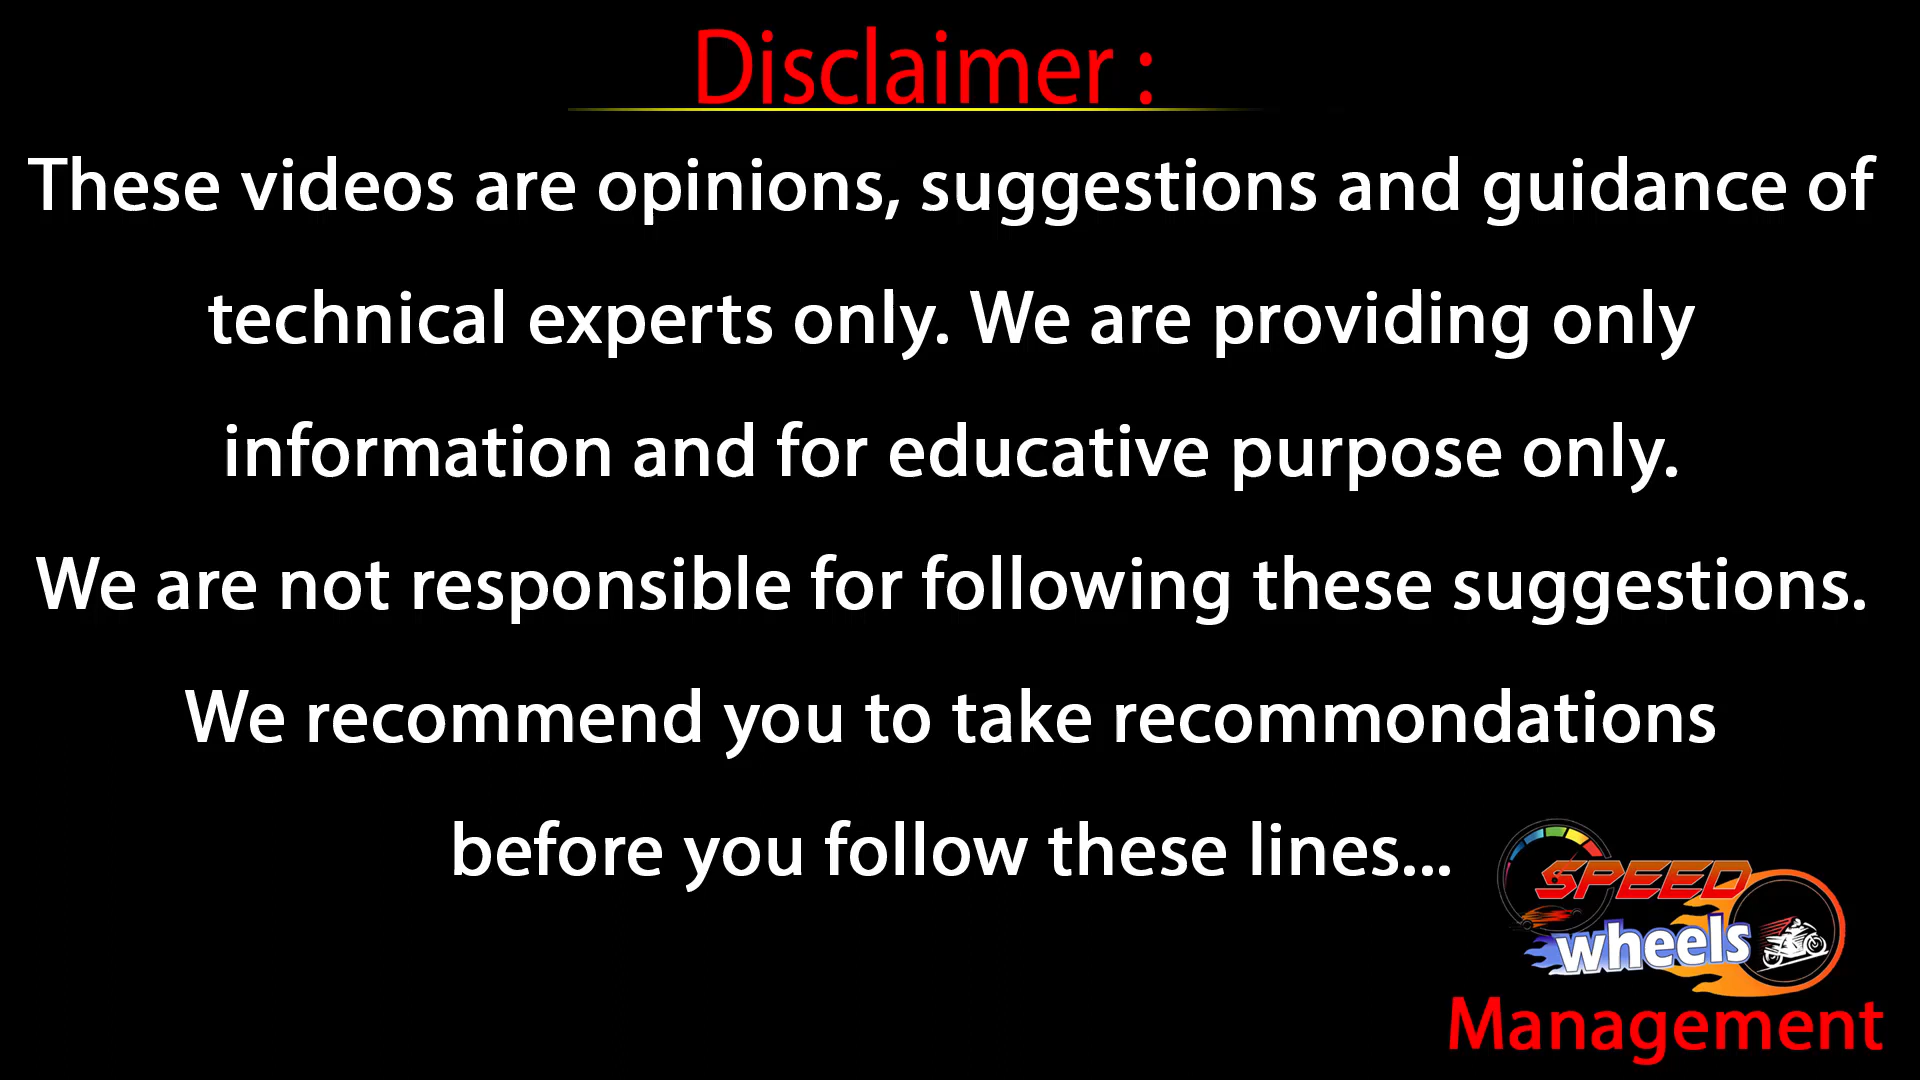 Disclaimer :
These videos are opinions, suggestions and guidance of
technical experts only. We are providing only
information and for educative purpose only.
We are not responsible for following these suggestions.
We recommend you to take recommondations
before you follow these lines...
SPEED
wheels
Management